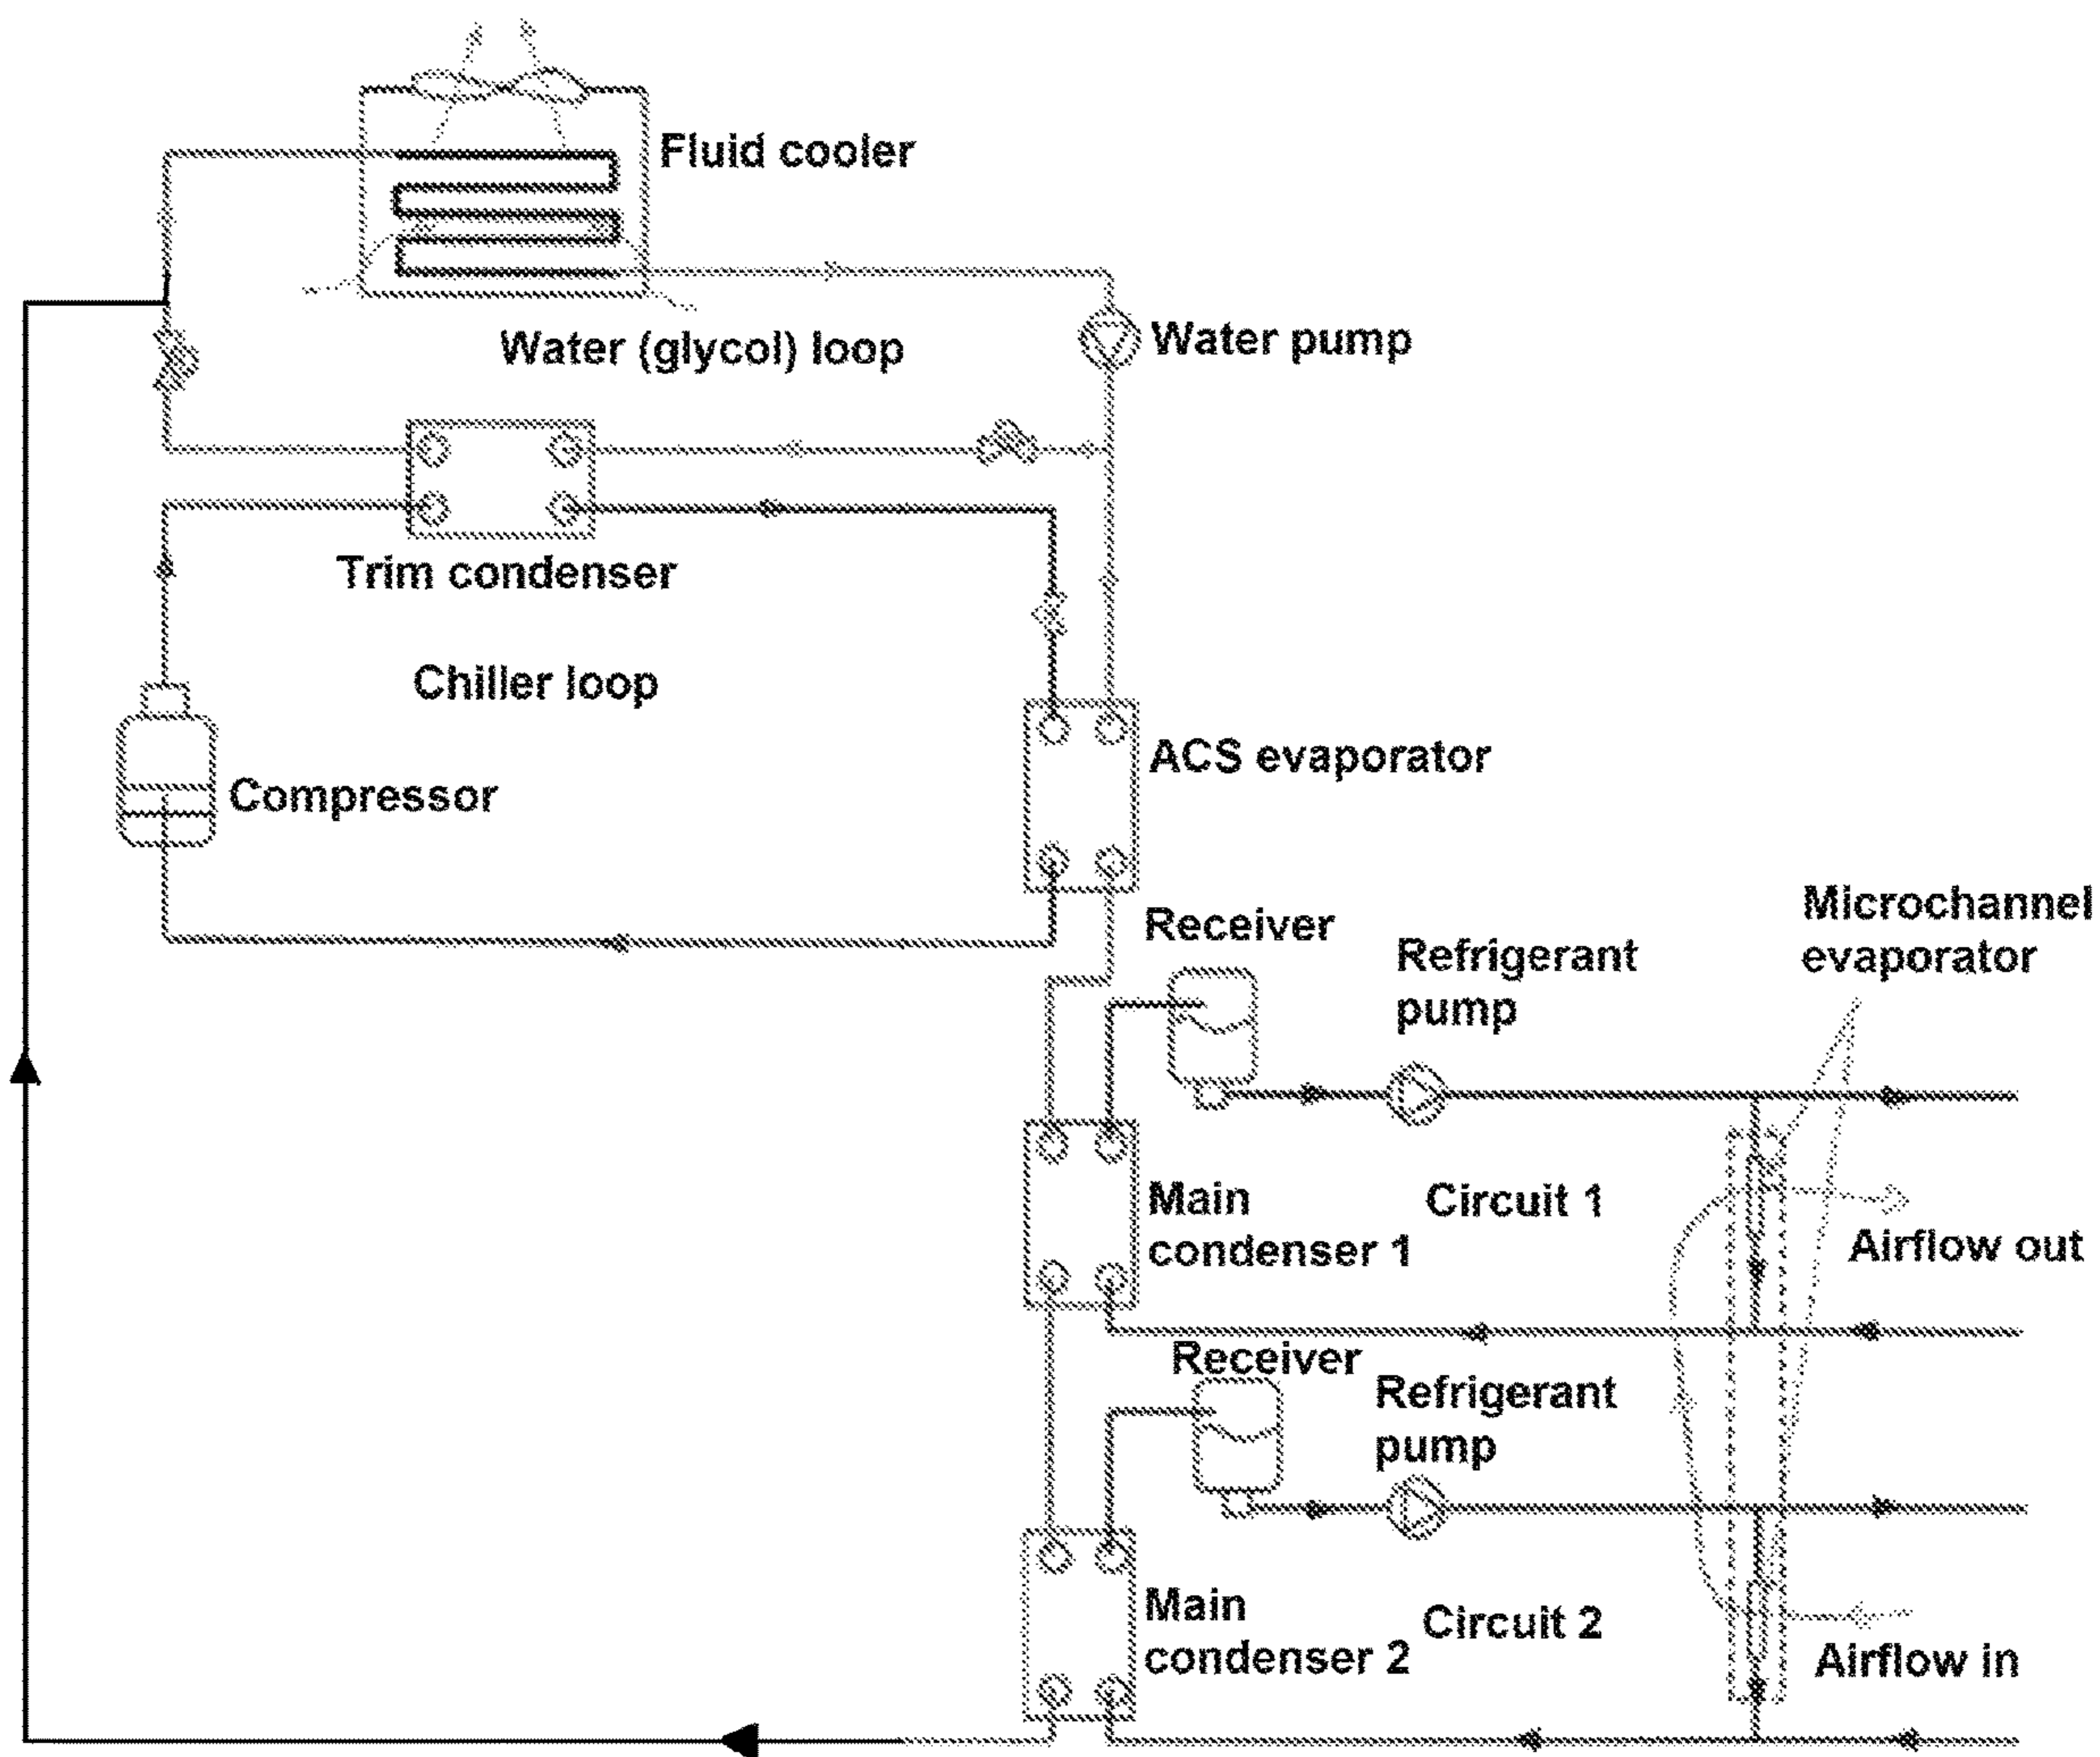 Fluid cooler
Water (glycol) loop
Water pump
Trim condenser
Chiller loop
ACS evaporator
Compressor
Microchannel
evaporator
Receiver
Refrigerant
pump
Main
condenser 1
Circuit 1
Airflow out
Receiver
Refrigerant
pump
Main
condenser 2
Circuit 2
Airflow in